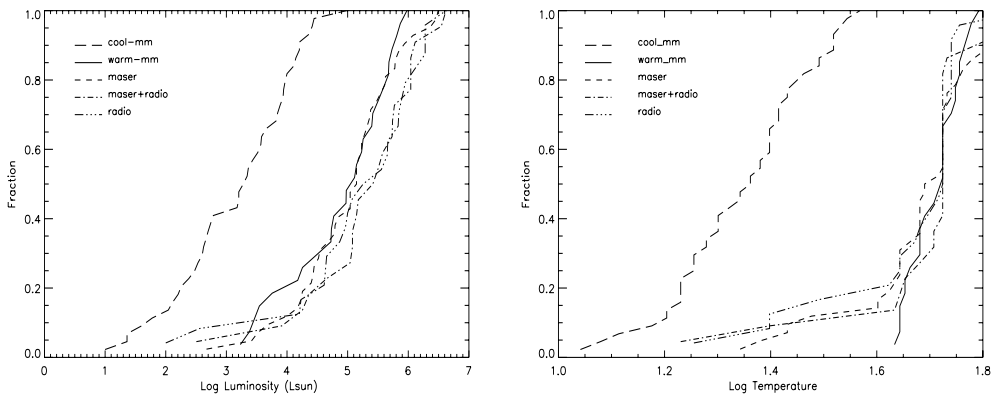 1.0
0.8
0.6
0.4
0.2
0.0
Fraction
cool-mm
warm-mm
maser
maser+radio
radio
0 1 2 3 4 5 6 7
Log Luminosity (Lsun)
1.0
0.8
0.6
0.4
0.2
0.0
Fraction
cool_mm
warm_mm
maser
maser+radio
radio
1.0 1.2 1.4 1.6 1.8
Log Temperature